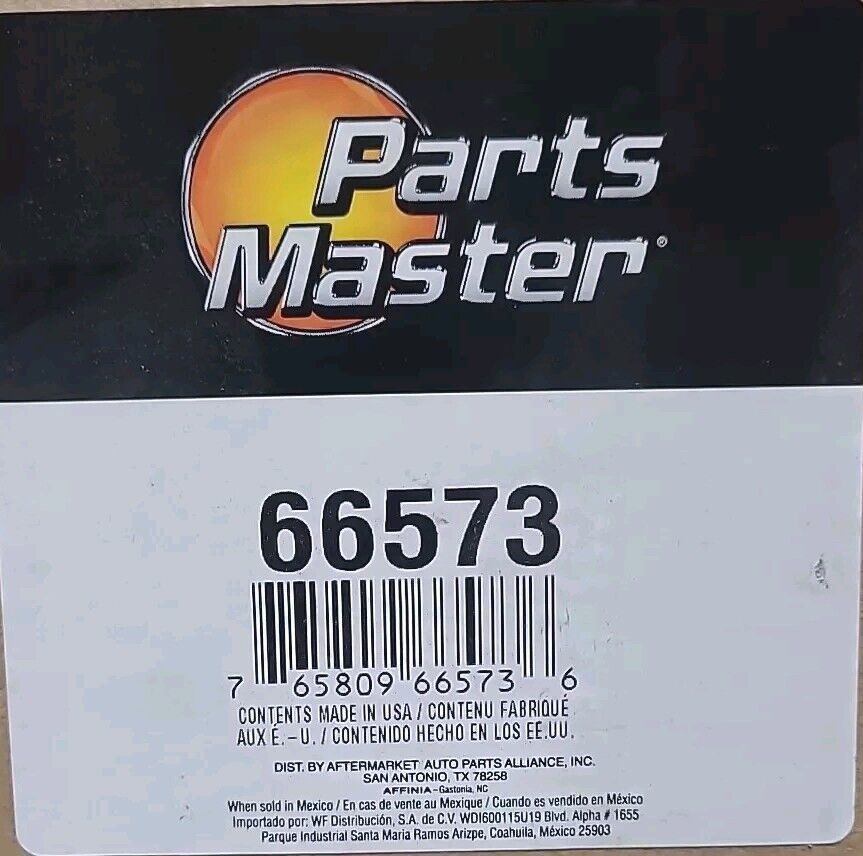 Parts
Master®
66573
7 65809 66573 6
CONTENTS MADE IN USA / CONTENU FABRIQUÉ
AUX É.-U. / CONTENIDO HECHO EN LOS EE.UU.
DIST. BY AFTERMARKET AUTO PARTS ALLIANCE, INC.
SAN ANTONIO, TX 78258
AFFINIA-Gastonia, NC
When sold in Mexico / En cas de vente au Mexique / Cuando es vendido en México
Importado por: WF Distribución, S.A. de C.V. WDI600115U19 Blvd. Alpha # 1655
Parque Industrial Santa Maria Ramos Arizpe, Coahuila, México 25903